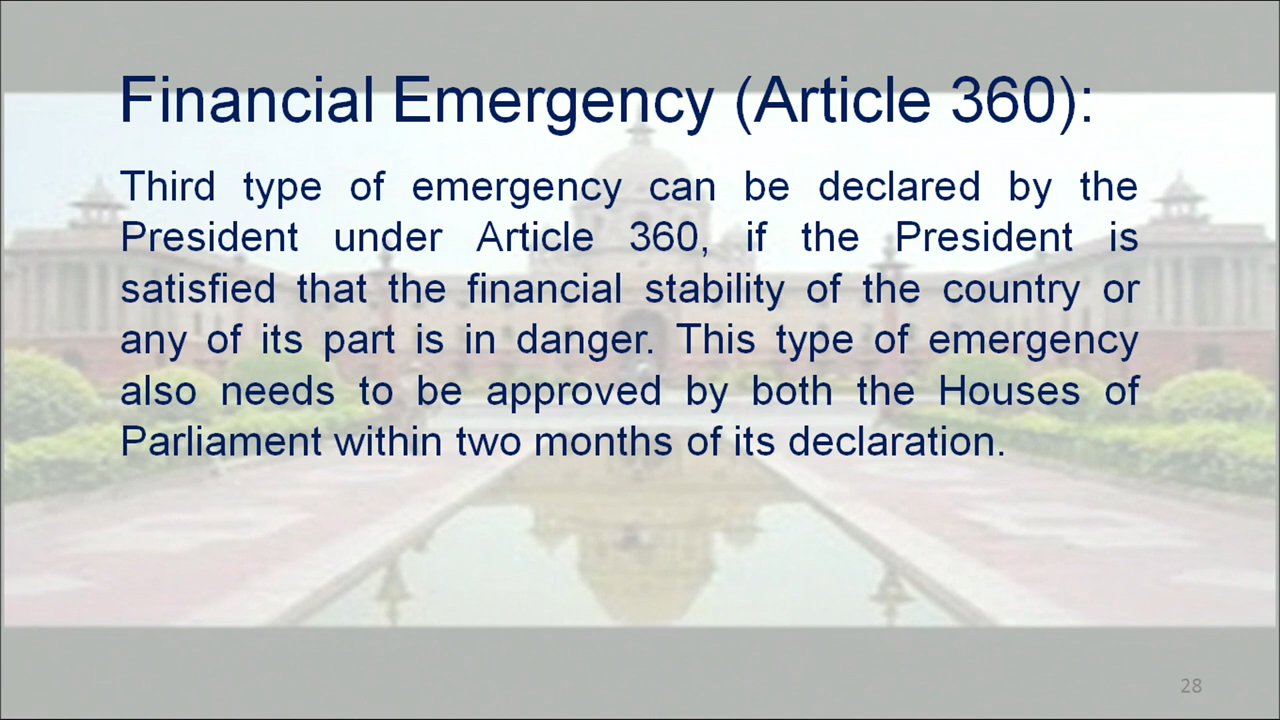 Financial Emergency (Article 360):
Third type of emergency can be declared by the
President under Article 360, if the President is
satisfied that the financial stability of the country or
any of its part is in danger. This type of emergency
also needs to be approved by both the Houses of
Parliament within two months of its declaration.
28